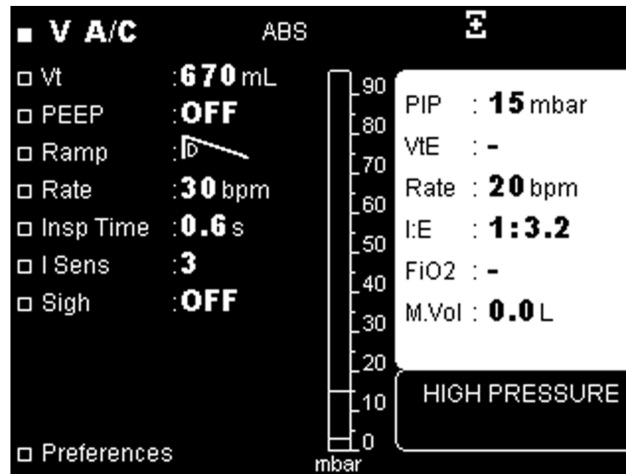 V A/C ABS
Vt :670 mL
PEEP :OFF
Ramp :D
Rate :30 bpm
Insp Time :0.6 s
I Sens :3
Sigh :OFF
Preferences
90
80
70
60
50
40
30
20
10
0
mbar
PIP : 15 mbar
VtE : -
Rate : 20 bpm
I:E : 1:3.2
FiO2 : -
M.Vol : 0.0 L
HIGH PRESSURE